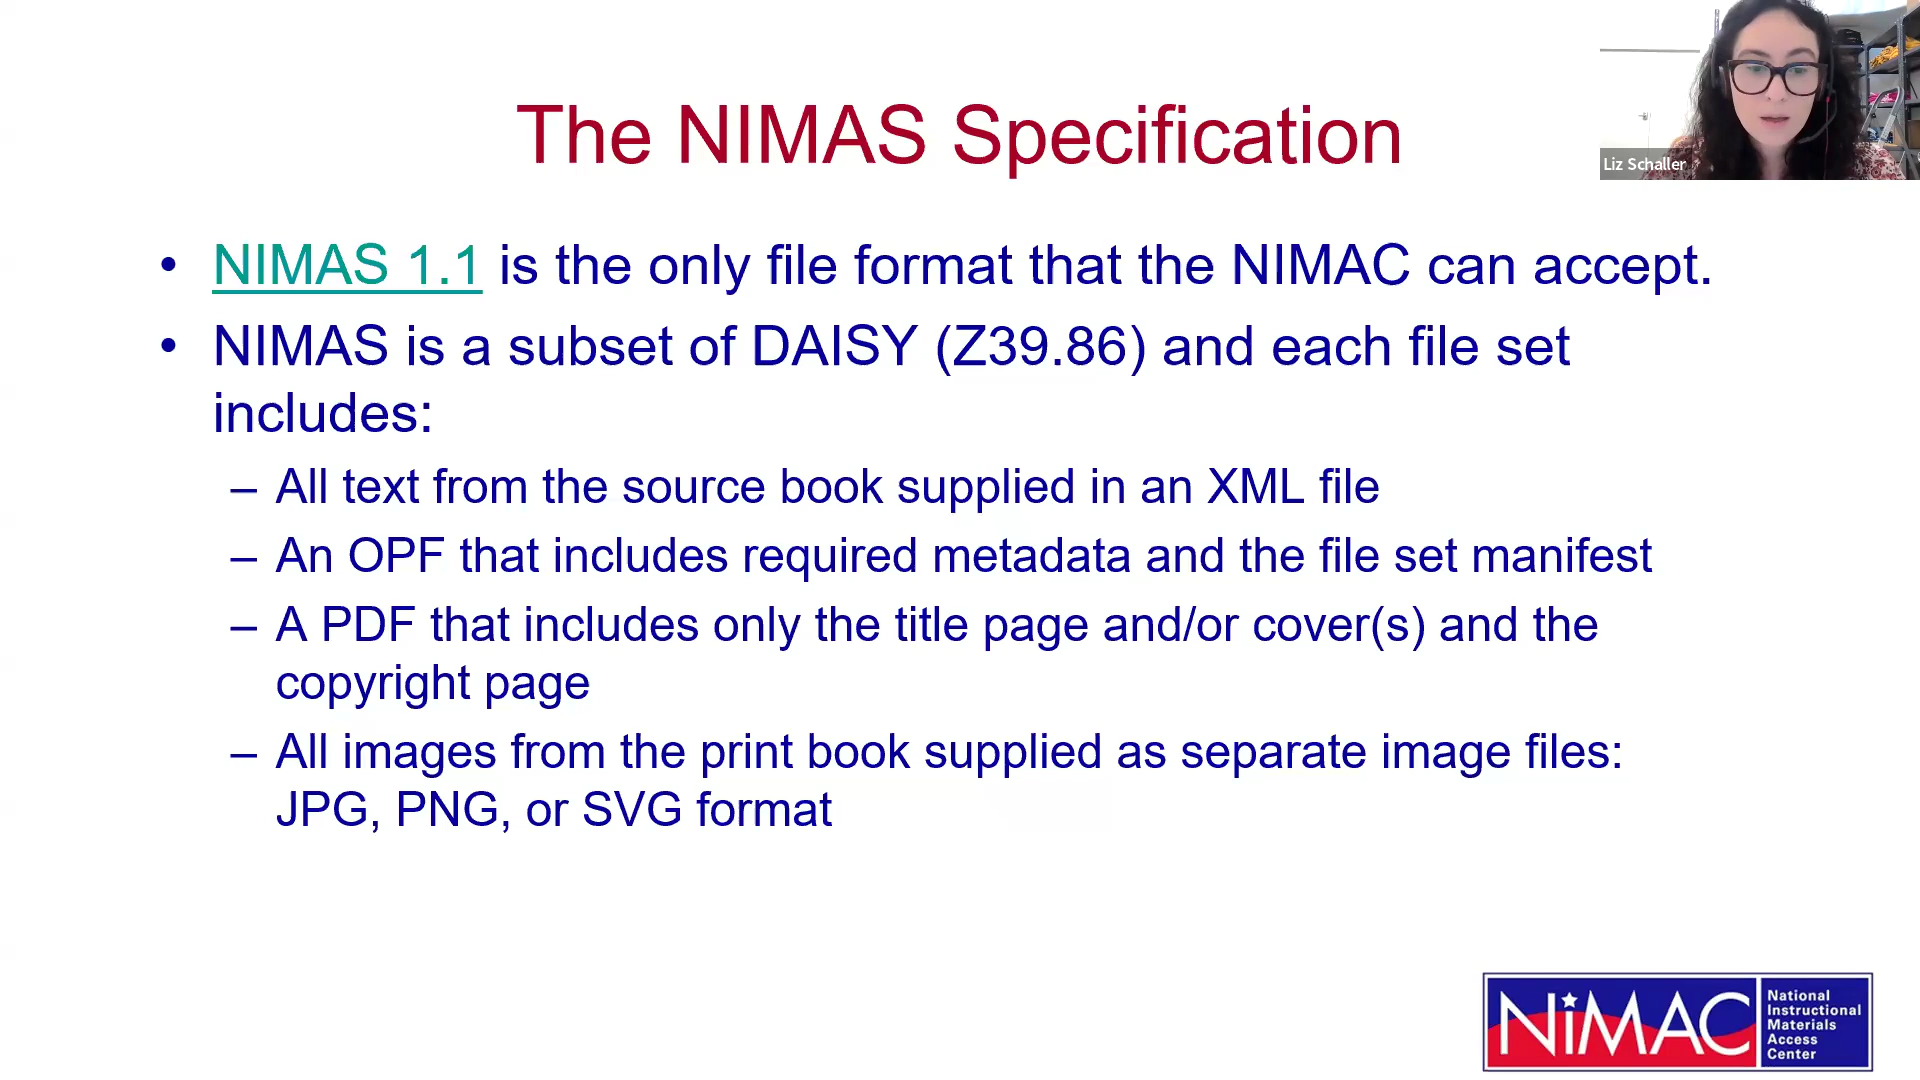 The NIMAS Specification
Liz Schaller
• NIMAS 1.1 is the only file format that the NIMAC can accept.
• NIMAS is a subset of DAISY (Z39.86) and each file set
includes:
– All text from the source book supplied in an XML file
– An OPF that includes required metadata and the file set manifest
– A PDF that includes only the title page and/or cover(s) and the
copyright page
– All images from the print book supplied as separate image files:
JPG, PNG, or SVG format
NiMAC
National
Instructional
Materials
Access
Center